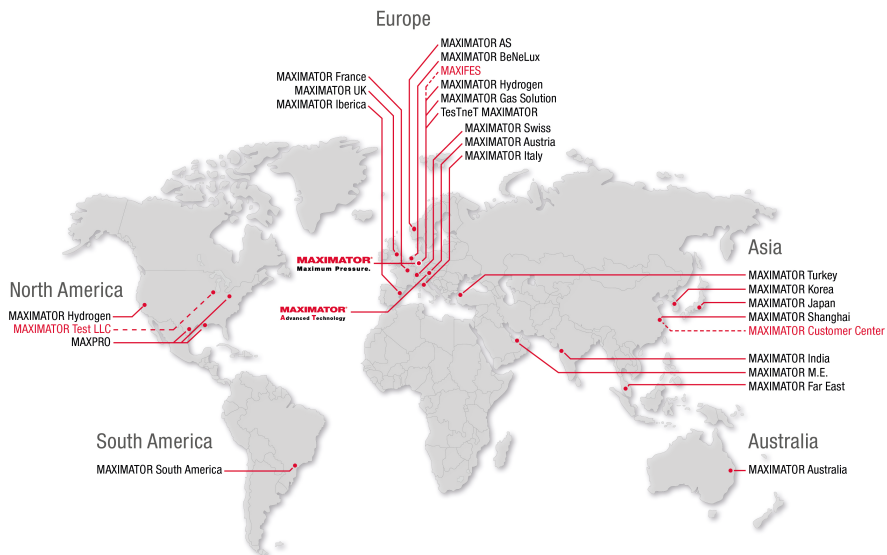 Europe
MAXIMATOR AS
MAXIMATOR BeNeLux
MAXIFES
MAXIMATOR Hydrogen
MAXIMATOR Gas Solution
TesTneT MAXIMATOR
MAXIMATOR France
MAXIMATOR UK
MAXIMATOR Iberica
MAXIMATOR Swiss
MAXIMATOR Austria
MAXIMATOR Italy
MAXIMATOR®
Maximum Pressure.
MAXIMATOR®
Advanced Technology
North America
MAXIMATOR Hydrogen
MAXIMATOR Test LLC
MAXPRO
Asia
MAXIMATOR Turkey
MAXIMATOR Korea
MAXIMATOR Japan
MAXIMATOR Shanghai
MAXIMATOR Customer Center
MAXIMATOR India
MAXIMATOR M.E.
MAXIMATOR Far East
South America
MAXIMATOR South America
Australia
MAXIMATOR Australia